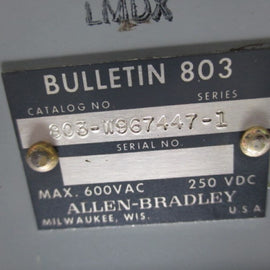 LMDX
BULLETIN 803
CATALOG NO SERIES
803-W967447-1
SERIAL NO.
MAX. 600VAC 250 VDC
ALLEN-BRADLEY
MILWAUKEE, WIS. USA